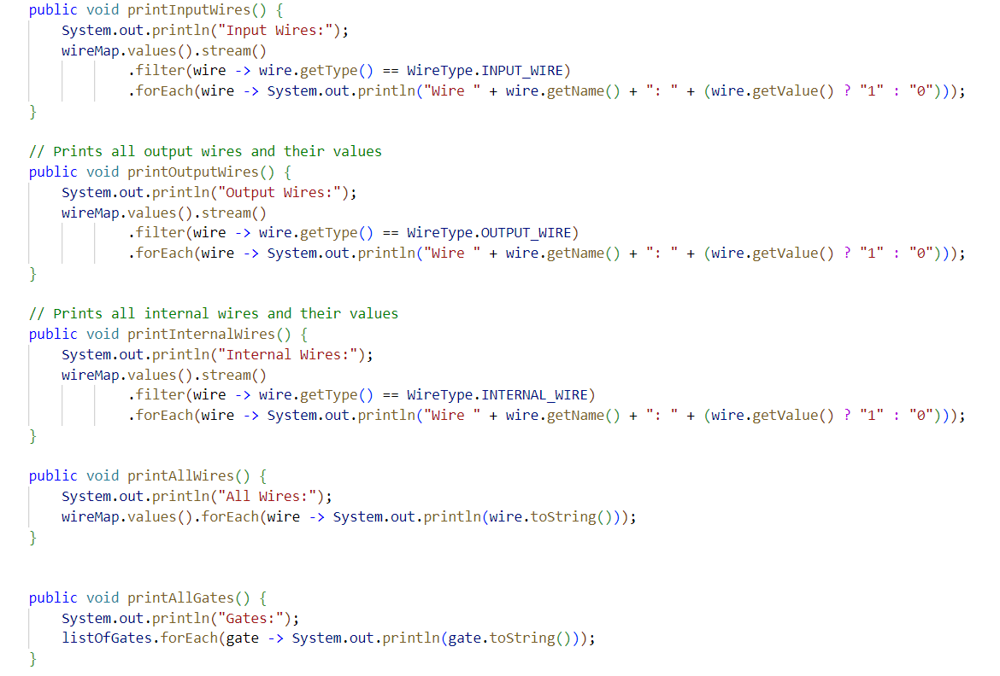 public void printInputWires() {
    System.out.println("Input Wires:");
    wireMap.values().stream()
            .filter(wire -> wire.getType() == WireType.INPUT_WIRE)
            .forEach(wire -> System.out.println("Wire " + wire.getName() + ": " + (wire.getValue() ? "1" : "0")));
}

// Prints all output wires and their values
public void printOutputWires() {
    System.out.println("Output Wires:");
    wireMap.values().stream()
            .filter(wire -> wire.getType() == WireType.OUTPUT_WIRE)
            .forEach(wire -> System.out.println("Wire " + wire.getName() + ": " + (wire.getValue() ? "1" : "0")));
}

// Prints all internal wires and their values
public void printInternalWires() {
    System.out.println("Internal Wires:");
    wireMap.values().stream()
            .filter(wire -> wire.getType() == WireType.INTERNAL_WIRE)
            .forEach(wire -> System.out.println("Wire " + wire.getName() + ": " + (wire.getValue() ? "1" : "0")));
}

public void printAllWires() {
    System.out.println("All Wires:");
    wireMap.values().forEach(wire -> System.out.println(wire.toString()));
}


public void printAllGates() {
    System.out.println("Gates:");
    listOfGates.forEach(gate -> System.out.println(gate.toString()));
}